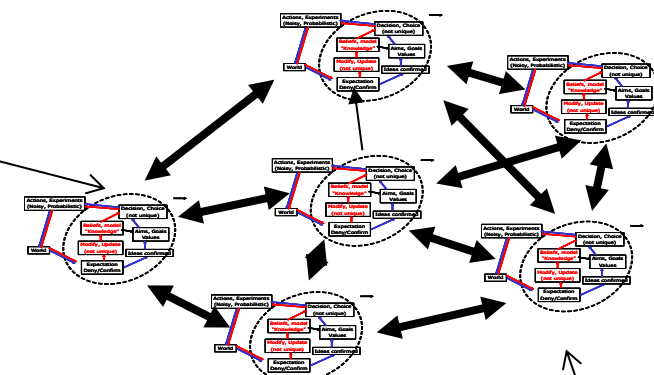 Actions, Experiments
(Noisy, Probabilistic)
Decision, Choice
(not unique)
Beliefs, model
"Knowledge"
Aims, Goals
Values
World
Modify, Update
(not unique)
Ideas confirmed
Expectation
Deny/Confirm
Actions, Experiments
(Noisy, Probabilistic)
Decision, Choice
(not unique)
Beliefs, model
"Knowledge"
Aims, Goals
Values
World
Modify, Update
(not unique)
Ideas confirmed
Expectation
Deny/Confirm
Actions, Experiments
(Noisy, Probabilistic)
Decision, Choice
(not unique)
Beliefs, model
"Knowledge"
Aims, Goals
Values
World
Modify, Update
(not unique)
Ideas confirmed
Expectation
Deny/Confirm
Actions, Experiments
(Noisy, Probabilistic)
Decision, Choice
(not unique)
Beliefs, model
"Knowledge"
Aims, Goals
Values
World
Modify, Update
(not unique)
Ideas confirmed
Expectation
Deny/Confirm
Actions, Experiments
(Noisy, Probabilistic)
Decision, Choice
(not unique)
Beliefs, model
"Knowledge"
Aims, Goals
Values
World
Modify, Update
(not unique)
Ideas confirmed
Expectation
Deny/Confirm
Actions, Experiments
(Noisy, Probabilistic)
Decision, Choice
(not unique)
Beliefs, model
"Knowledge"
Aims, Goals
Values
World
Modify, Update
(not unique)
Ideas confirmed
Expectation
Deny/Confirm